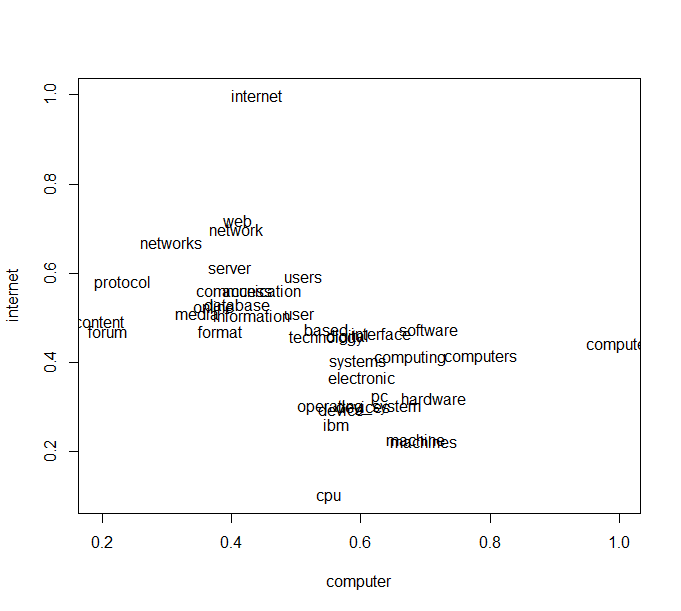 1.0
internet
web
network
networks
0.8
server
users
protocol
communication
access
0.6
database
online
media
information
user
content
forum
format
based
digital
interface
software
technology
computer
0.4
systems
computing
computers
electronic
pc
hardware
operating_system
devices
device
ibm
machine
machines
0.2
cpu
internet
0.2
0.4
0.6
0.8
1.0
computer